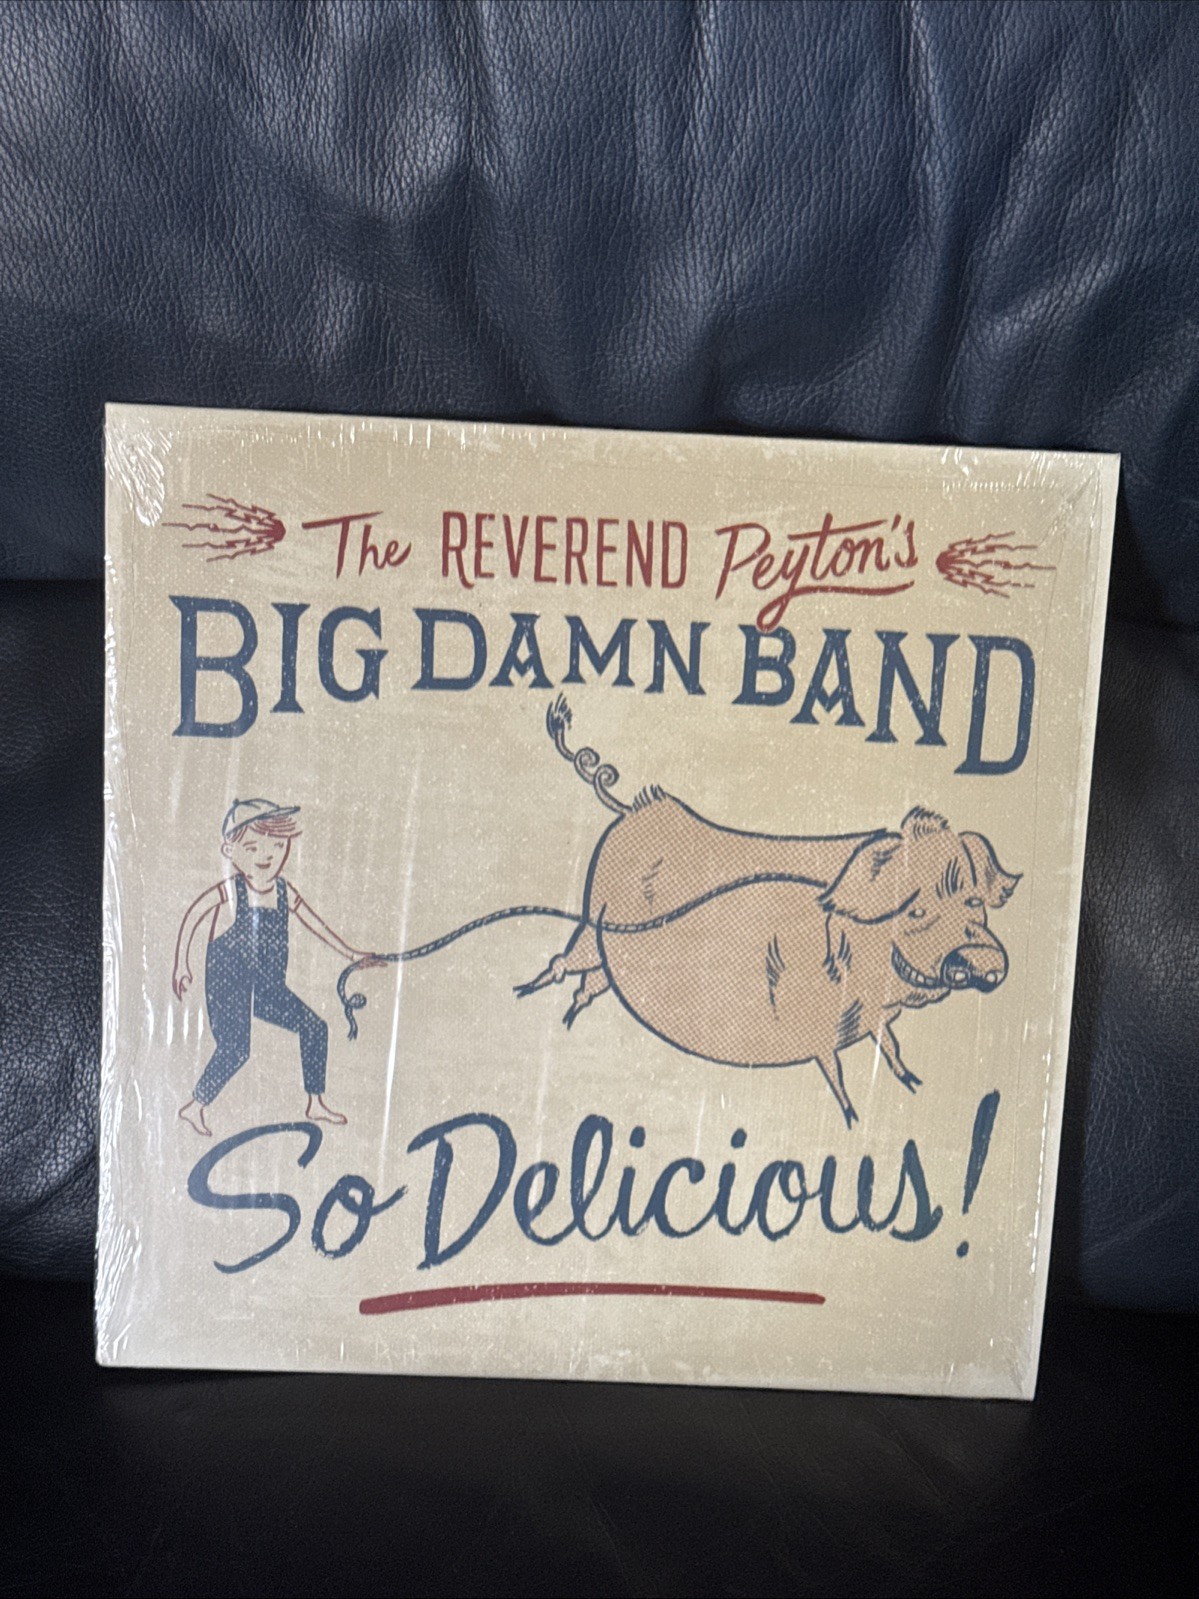 The REVEREND Peyton's
BIG DAMN BAND
So Delicious!